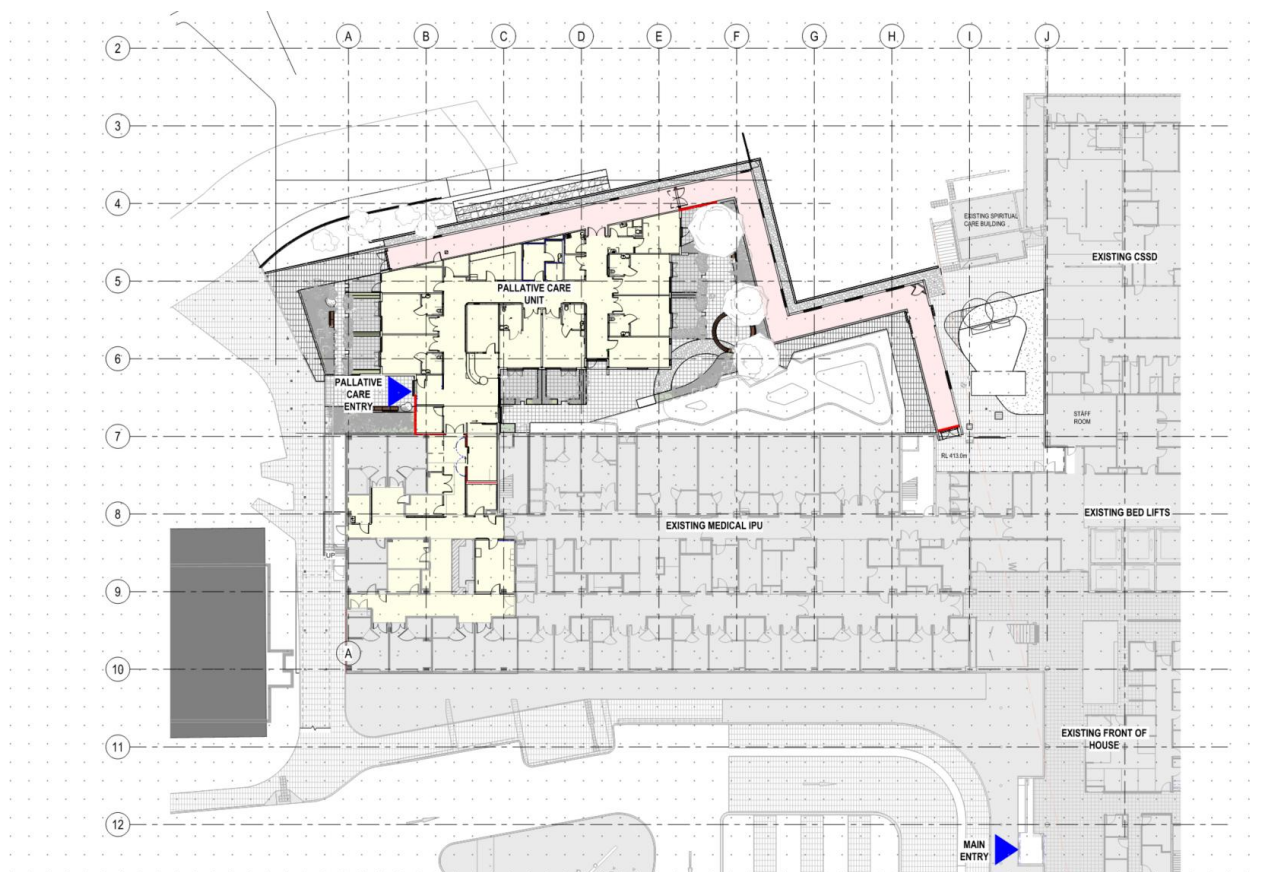 A B C D E F G H I J
2
3
4
EXISTING SPIRITUAL
CARE BUILDING
EXISTING CSSD
5
PALLATIVE CARE
UNIT
6
PALLATIVE
CARE
ENTRY
STAFF
ROOM
7
RL 413.0m
8
EXISTING MEDICAL IPU
EXISTING BED LIFTS
UP
9
A
10
11
EXISTING FRONT OF
HOUSE
12
MAIN
ENTRY